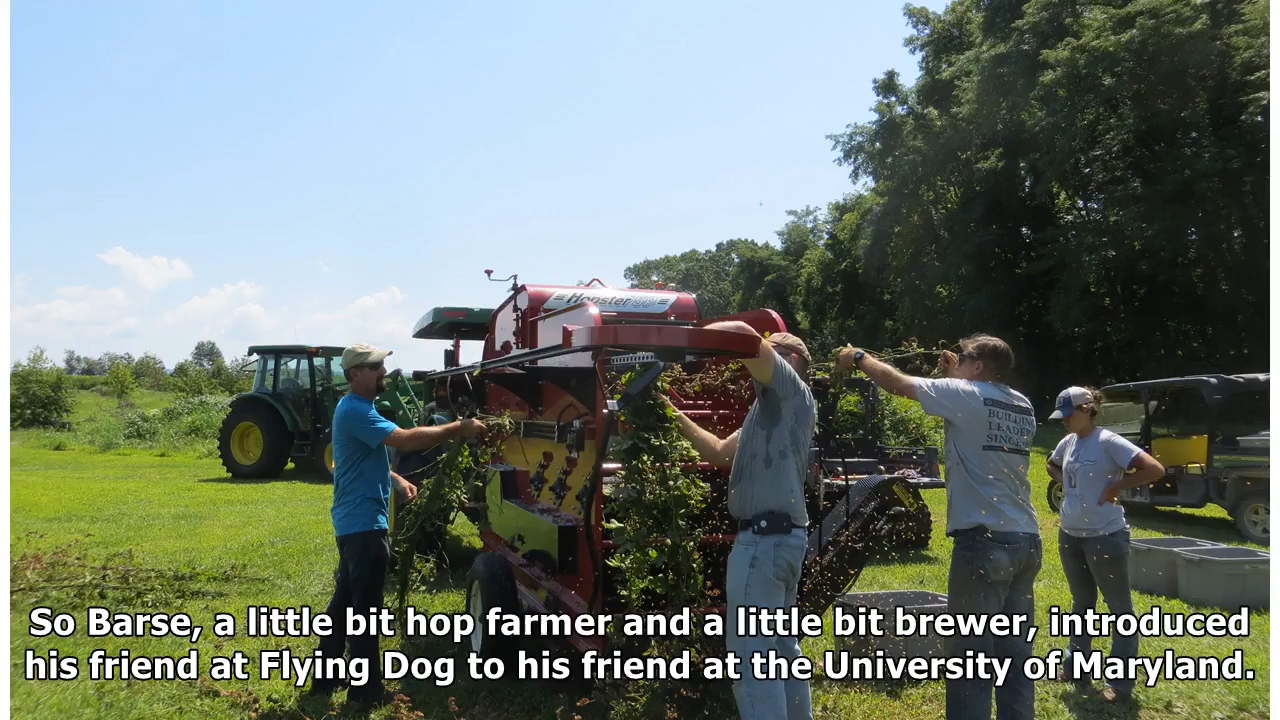 Hopster
BUILDING
LEADERS
SINCE
So Barse, a little bit hop farmer and a little bit brewer, introduced
his friend at Flying Dog to his friend at the University of Maryland.